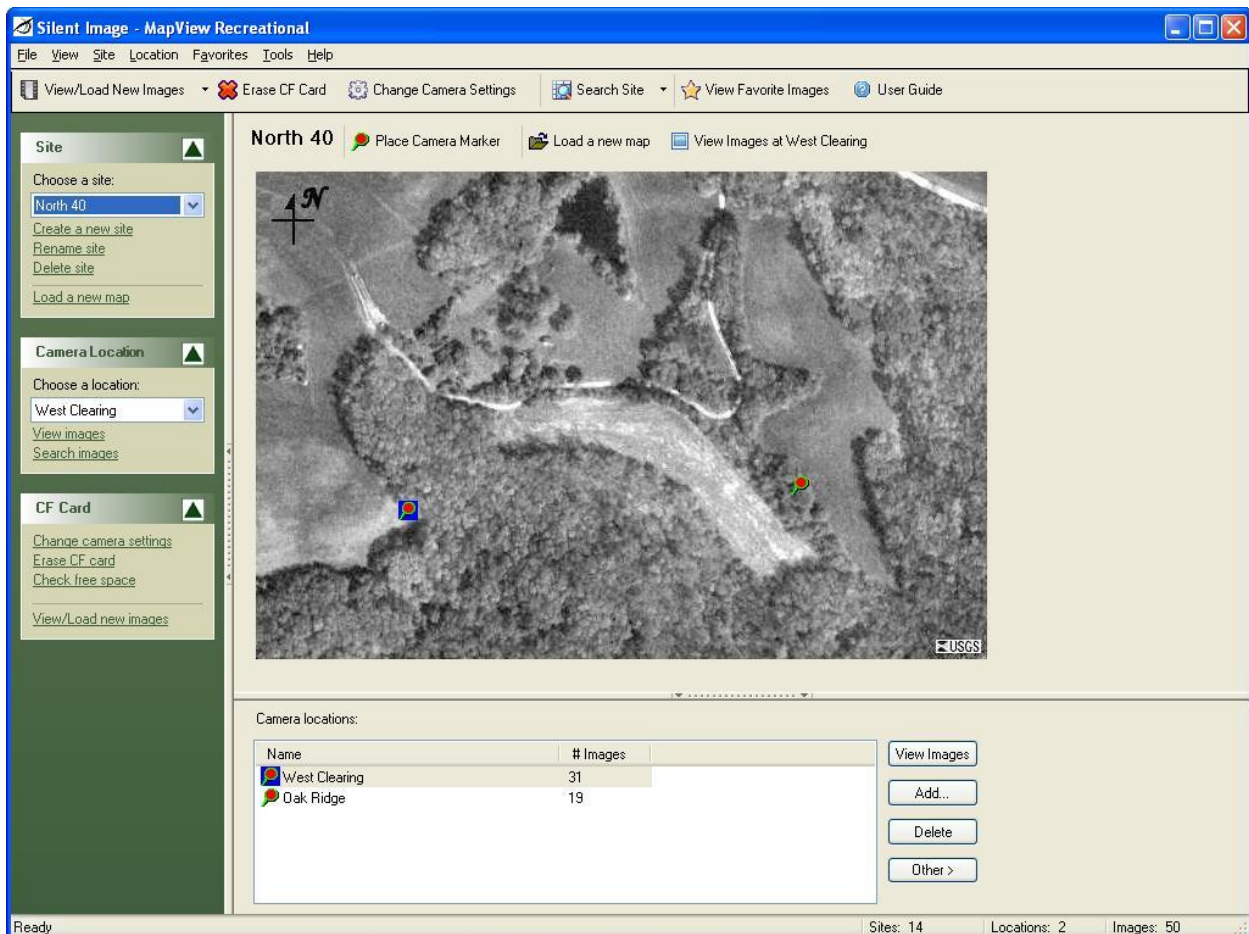 Silent Image - MapView Recreational
File View Site Location Favorites Tools Help
View/Load New Images Erase CF Card Change Camera Settings Search Site View Favorite Images User Guide
Site
Choose a site:
North 40
Create a new site
Rename site
Delete site
Load a new map
Camera Location
Choose a location:
West Clearing
View images
Search images
CF Card
Change camera settings
Erase CF card
Check free space
View/Load new images
North 40 Place Camera Marker Load a new map View Images at West Clearing
N
USGS
Camera locations:
Name # Images
West Clearing 31
Oak Ridge 19
View Images
Add...
Delete
Other >
Ready Sites: 14 Locations: 2 Images: 50